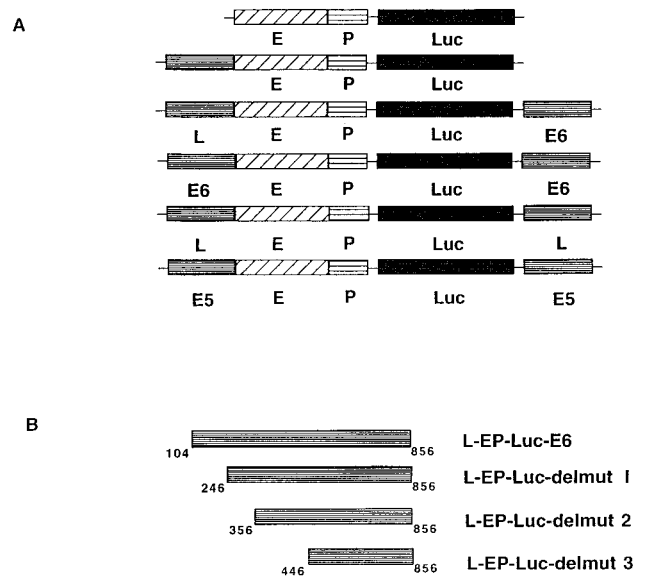 A
E P Luc
E P Luc
L E P Luc E6
E6 E P Luc E6
L E P Luc L
E5 E P Luc E5
B
104 856 L-EP-Luc-E6
246 856 L-EP-Luc-delmut 1
356 856 L-EP-Luc-delmut 2
446 856 L-EP-Luc-delmut 3